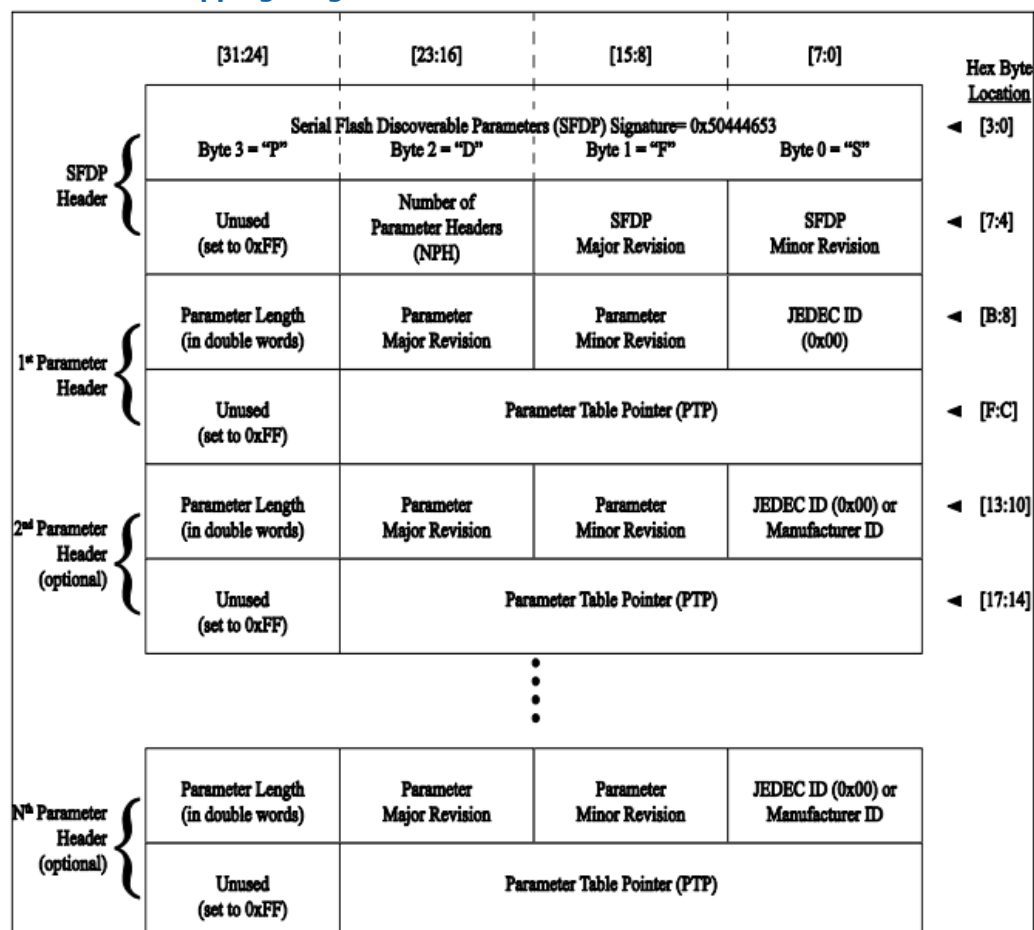 [31:24] [23:16] [15:8] [7:0]
Hex Byte
Location
Serial Flash Discoverable Parameters (SFDP) Signature= 0x50444653
Byte 3 = “P” Byte 2 = “D” Byte 1 = “F” Byte 0 = “S”
[3:0]
SFDP
Header
Unused
(set to 0xFF)
Number of
Parameter Headers
(NPH)
SFDP
Major Revision
SFDP
Minor Revision
[7:4]
1st Parameter
Header
Parameter Length
(in double words)
Parameter
Major Revision
Parameter
Minor Revision
JEDEC ID
(0x00)
[B:8]
Unused
(set to 0xFF)
Parameter Table Pointer (PTP)
[F:C]
2nd Parameter
Header
(optional)
Parameter Length
(in double words)
Parameter
Major Revision
Parameter
Minor Revision
JEDEC ID (0x00) or
Manufacturer ID
[13:10]
Unused
(set to 0xFF)
Parameter Table Pointer (PTP)
[17:14]
Nth Parameter
Header
(optional)
Parameter Length
(in double words)
Parameter
Major Revision
Parameter
Minor Revision
JEDEC ID (0x00) or
Manufacturer ID
Unused
(set to 0xFF)
Parameter Table Pointer (PTP)